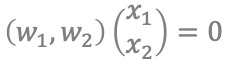 (w₁, w₂) (x₁ x₂) = 0